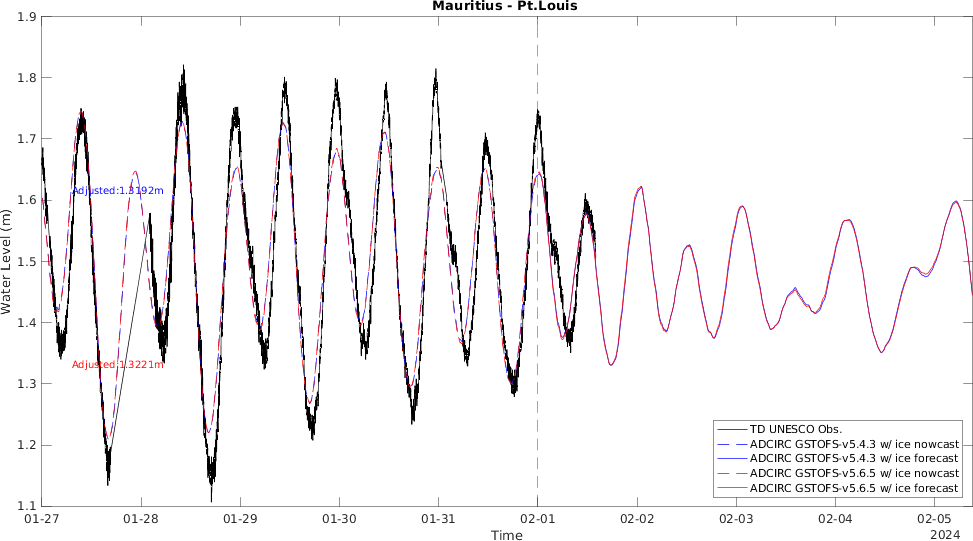 Mauritius - Pt.Louis
Water Level (m)
1.9
1.8
1.7
1.6
1.5
1.4
1.3
1.2
1.1
Adjusted:1.3192m
Adjusted:1.3221m
TD UNESCO Obs.
ADCIRC GSTOFS-v5.4.3 w/ ice nowcast
ADCIRC GSTOFS-v5.4.3 w/ ice forecast
ADCIRC GSTOFS-v5.6.5 w/ ice nowcast
ADCIRC GSTOFS-v5.6.5 w/ ice forecast
01-27 01-28 01-29 01-30 01-31 02-01 02-02 02-03 02-04 02-05
Time
2024